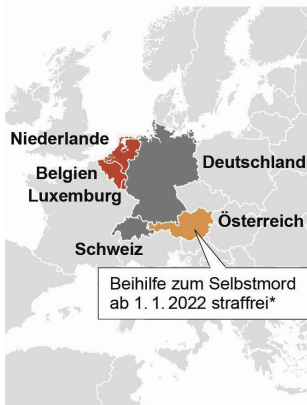 Niederlande
Belgien
Luxemburg
Deutschland
Österreich
Schweiz
Beihilfe zum Selbstmord
ab 1. 1. 2022 straffrei*